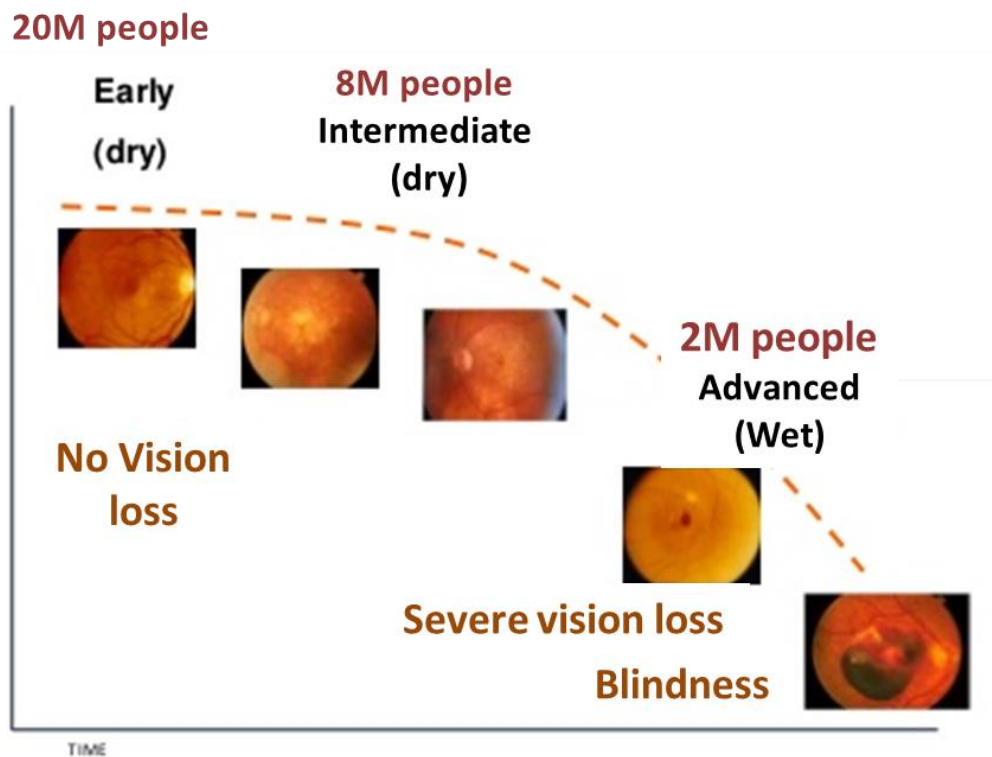 20M people
Early
(dry)
8M people
Intermediate
(dry)
2M people
Advanced
(Wet)
No Vision
loss
Severe vision loss
Blindness
TIME